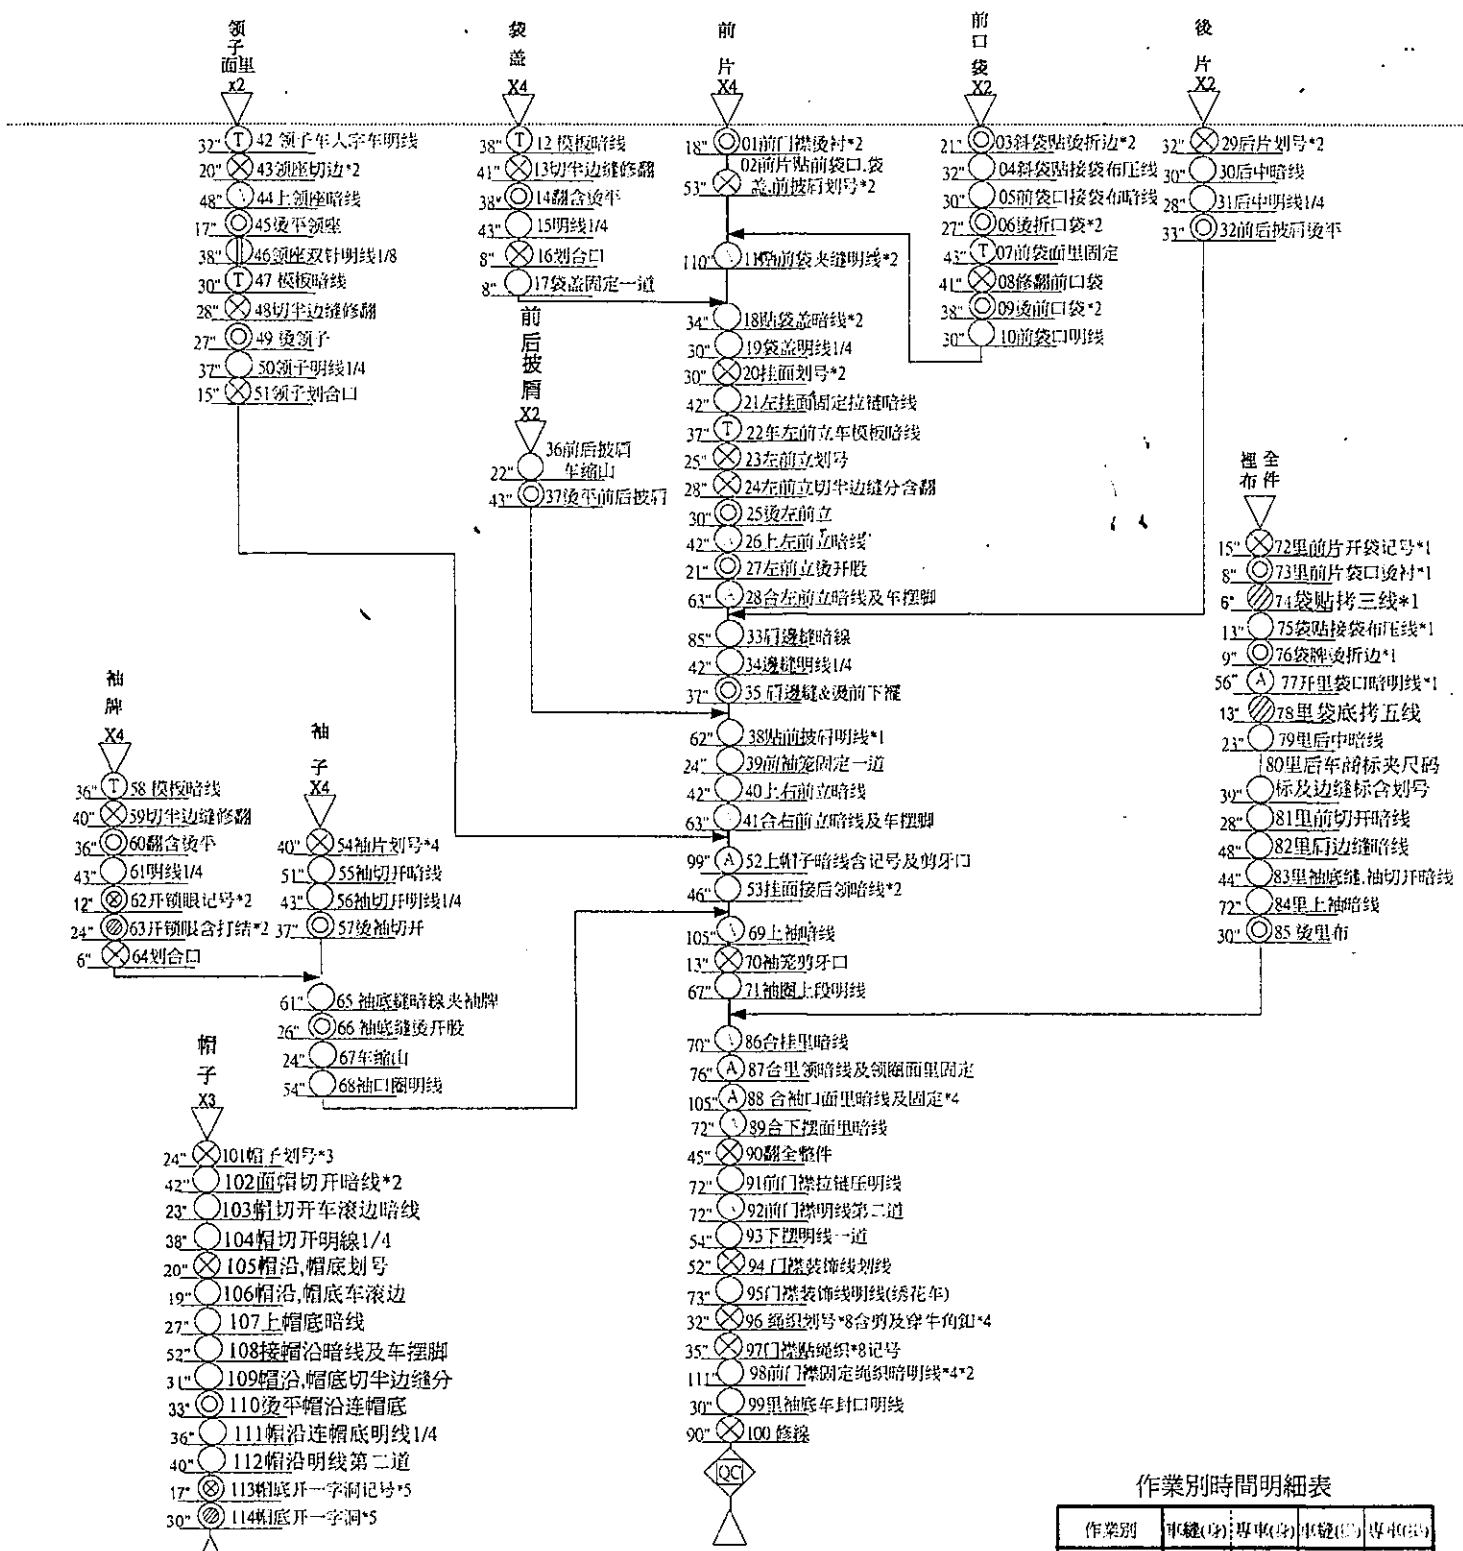 领子
面里
x2
32" T 42 领子车人字车明线
20" 43领座切边*2
48" 44上领座暗线
17" 45烫平领座
38" 46领座双针明线1/8
30" T 47 模板暗线
28" 48切半边缝修翻
27" 49 烫领子
37" 50领子明线1/4
15" 51领子划合口
袋盖
X4
38" T 12 模板暗线
41" 13切半边缝修翻
38" 14翻含烫平
43" 15明线1/4
8" 16划合口
8" 17袋盖固定一道
前后披肩
X2
22" 36前后披肩
车缩山
43" 37烫平前后披肩
前片
X4
18" 01前门襟烫衬*2
02前片贴前袋口.袋
53" 盖.前披肩划号*2
110" 前袋夹缝明线*2
34" 18贴袋盖暗线*2
30" 19袋盖明线1/4
30" 20挂面划号*2
42" 21左挂面固定拉链暗线
37" T 22车左前立车模板暗线
25" 23左前立划号
28" 24左前立切半边缝分含翻
30" 25烫左前立
42" 26上左前立暗线
21" 27左前立烫开股
63" 28合左前立暗线及车摆脚
85" 33肩邊縫暗線
42" 34邊縫明线1/4
37" 35 肩邊缝&烫前下襬
62" 38贴前披肩明线*1
24" 39前袖笼固定一道
42" 40上右前立暗线
63" 41合右前立暗线及车摆脚
99" A 52上帽子暗线含记号及剪牙口
46" 53挂面接后领暗线*2
105" 69上袖暗线
13" 70袖笼剪牙口
67" 71袖圈上段明线
70" 86合挂里暗线
76" A 87合里领暗线及领圈面里固定
105" A 88 合袖口面里暗线及固定*4
72" 89合下摆面里暗线
45" 90翻全整件
72" 91前门襟拉链压明线
72" 92前门襟明线第二道
54" 93下摆明线一道
52" 94门襟装饰线划线
73" 95门襟装饰线明线(绣花车)
32" 96 绳织划号*8含剪及穿牛角釦*4
35" 97门襟贴绳织*8记号
111" 98前门襟固定绳织暗明线*4*2
30" 99里袖底车封口明线
90" 100 修線
QC
前口袋
X2
21" 03斜袋贴烫折边*2
32" 04斜袋贴接袋布压线
30" 05前袋口接袋布暗线
27" 06烫折口袋*2
43" T 07前袋面里固定
41" 08修翻前口袋
38" 09烫前口袋*2
30" 10前袋口明线
後片
X2
32" 29后片划号*2
30" 30后中暗线
28" 31后中明线1/4
33" 32前后披肩烫平
全件
裡布
15" 72里前片开袋记号*1
8" 73里前片袋口烫衬*1
6" 74袋贴拷三线*1
13" 75袋贴接袋布压线*1
9" 76袋牌烫折边*1
56" A 77开里袋口暗明线*1
13" 78里袋底拷五线
23" 79里后中暗线
80里后车商标夹尺码
39" 标及边缝标含划号
28" 81里前切开暗线
48" 82里肩边缝暗线
44" 83里袖底缝.袖切开暗线
72" 84里上袖暗线
30" 85 烫里布
袖牌
X4
36" T 58 模板暗线
40" 59切半边缝修翻
36" 60翻含烫平
43" 61明线1/4
12" 62开锁眼记号*2
24" 63开锁眼含打结*2
6" 64划合口
袖子
X4
40" 54袖片划号*4
51" 55袖切开暗线
43" 56袖切开明线1/4
37" 57烫袖切开
61" 65 袖底縫暗線夹袖牌
26" 66 袖底缝烫开股
24" 67车缩山
54" 68袖口圈明线
帽子
X3
24" 101帽子划号*3
42" 102面帽切开暗线*2
23" 103帽切开车滚边暗线
38" 104帽切开明線1/4
20" 105帽沿,帽底划号
19" 106帽沿,帽底车滚边
27" 107上帽底暗线
52" 108接帽沿暗线及车摆脚
31" 109帽沿,帽底切半边缝分
33" 110烫平帽沿连帽底
36" 111帽沿连帽底明线1/4
40" 112帽沿明线第二道
17" 113帽底开一字洞记号*5
30" 114帽底开一字洞*5
作業別時間明細表
作業別 車縫(身) 專車(身)